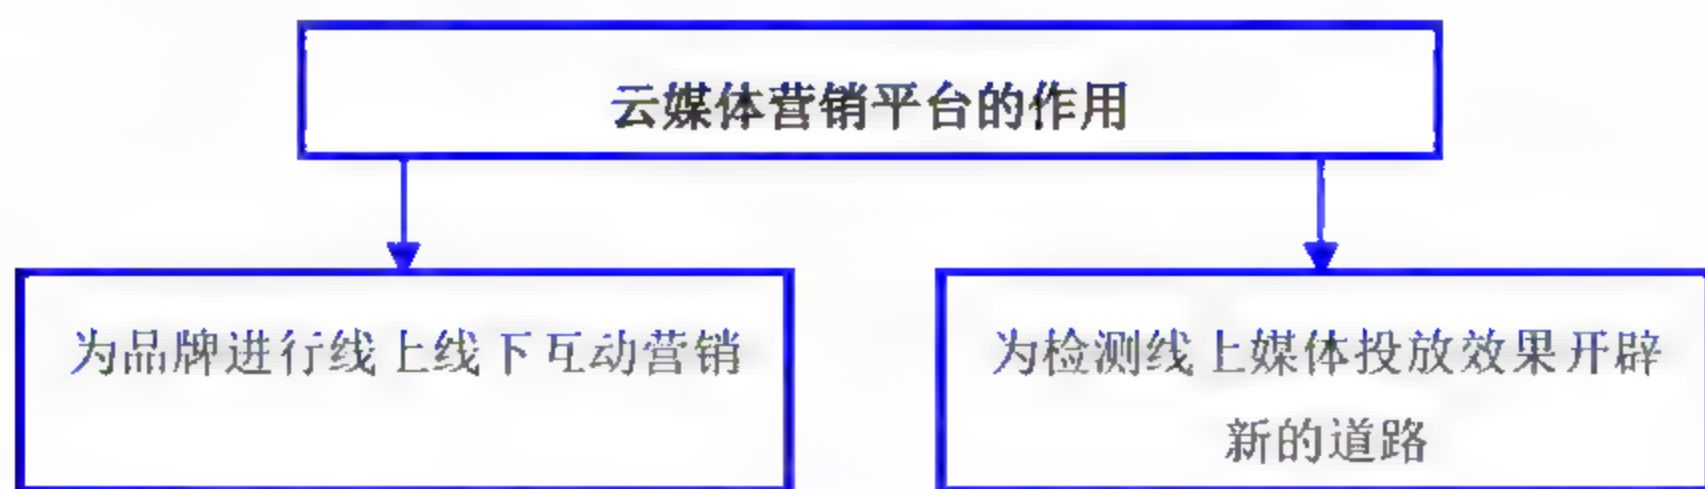 云媒体营销平台的作用
为品牌进行线上线下互动营销
为检测线上媒体投放效果开辟
新的道路